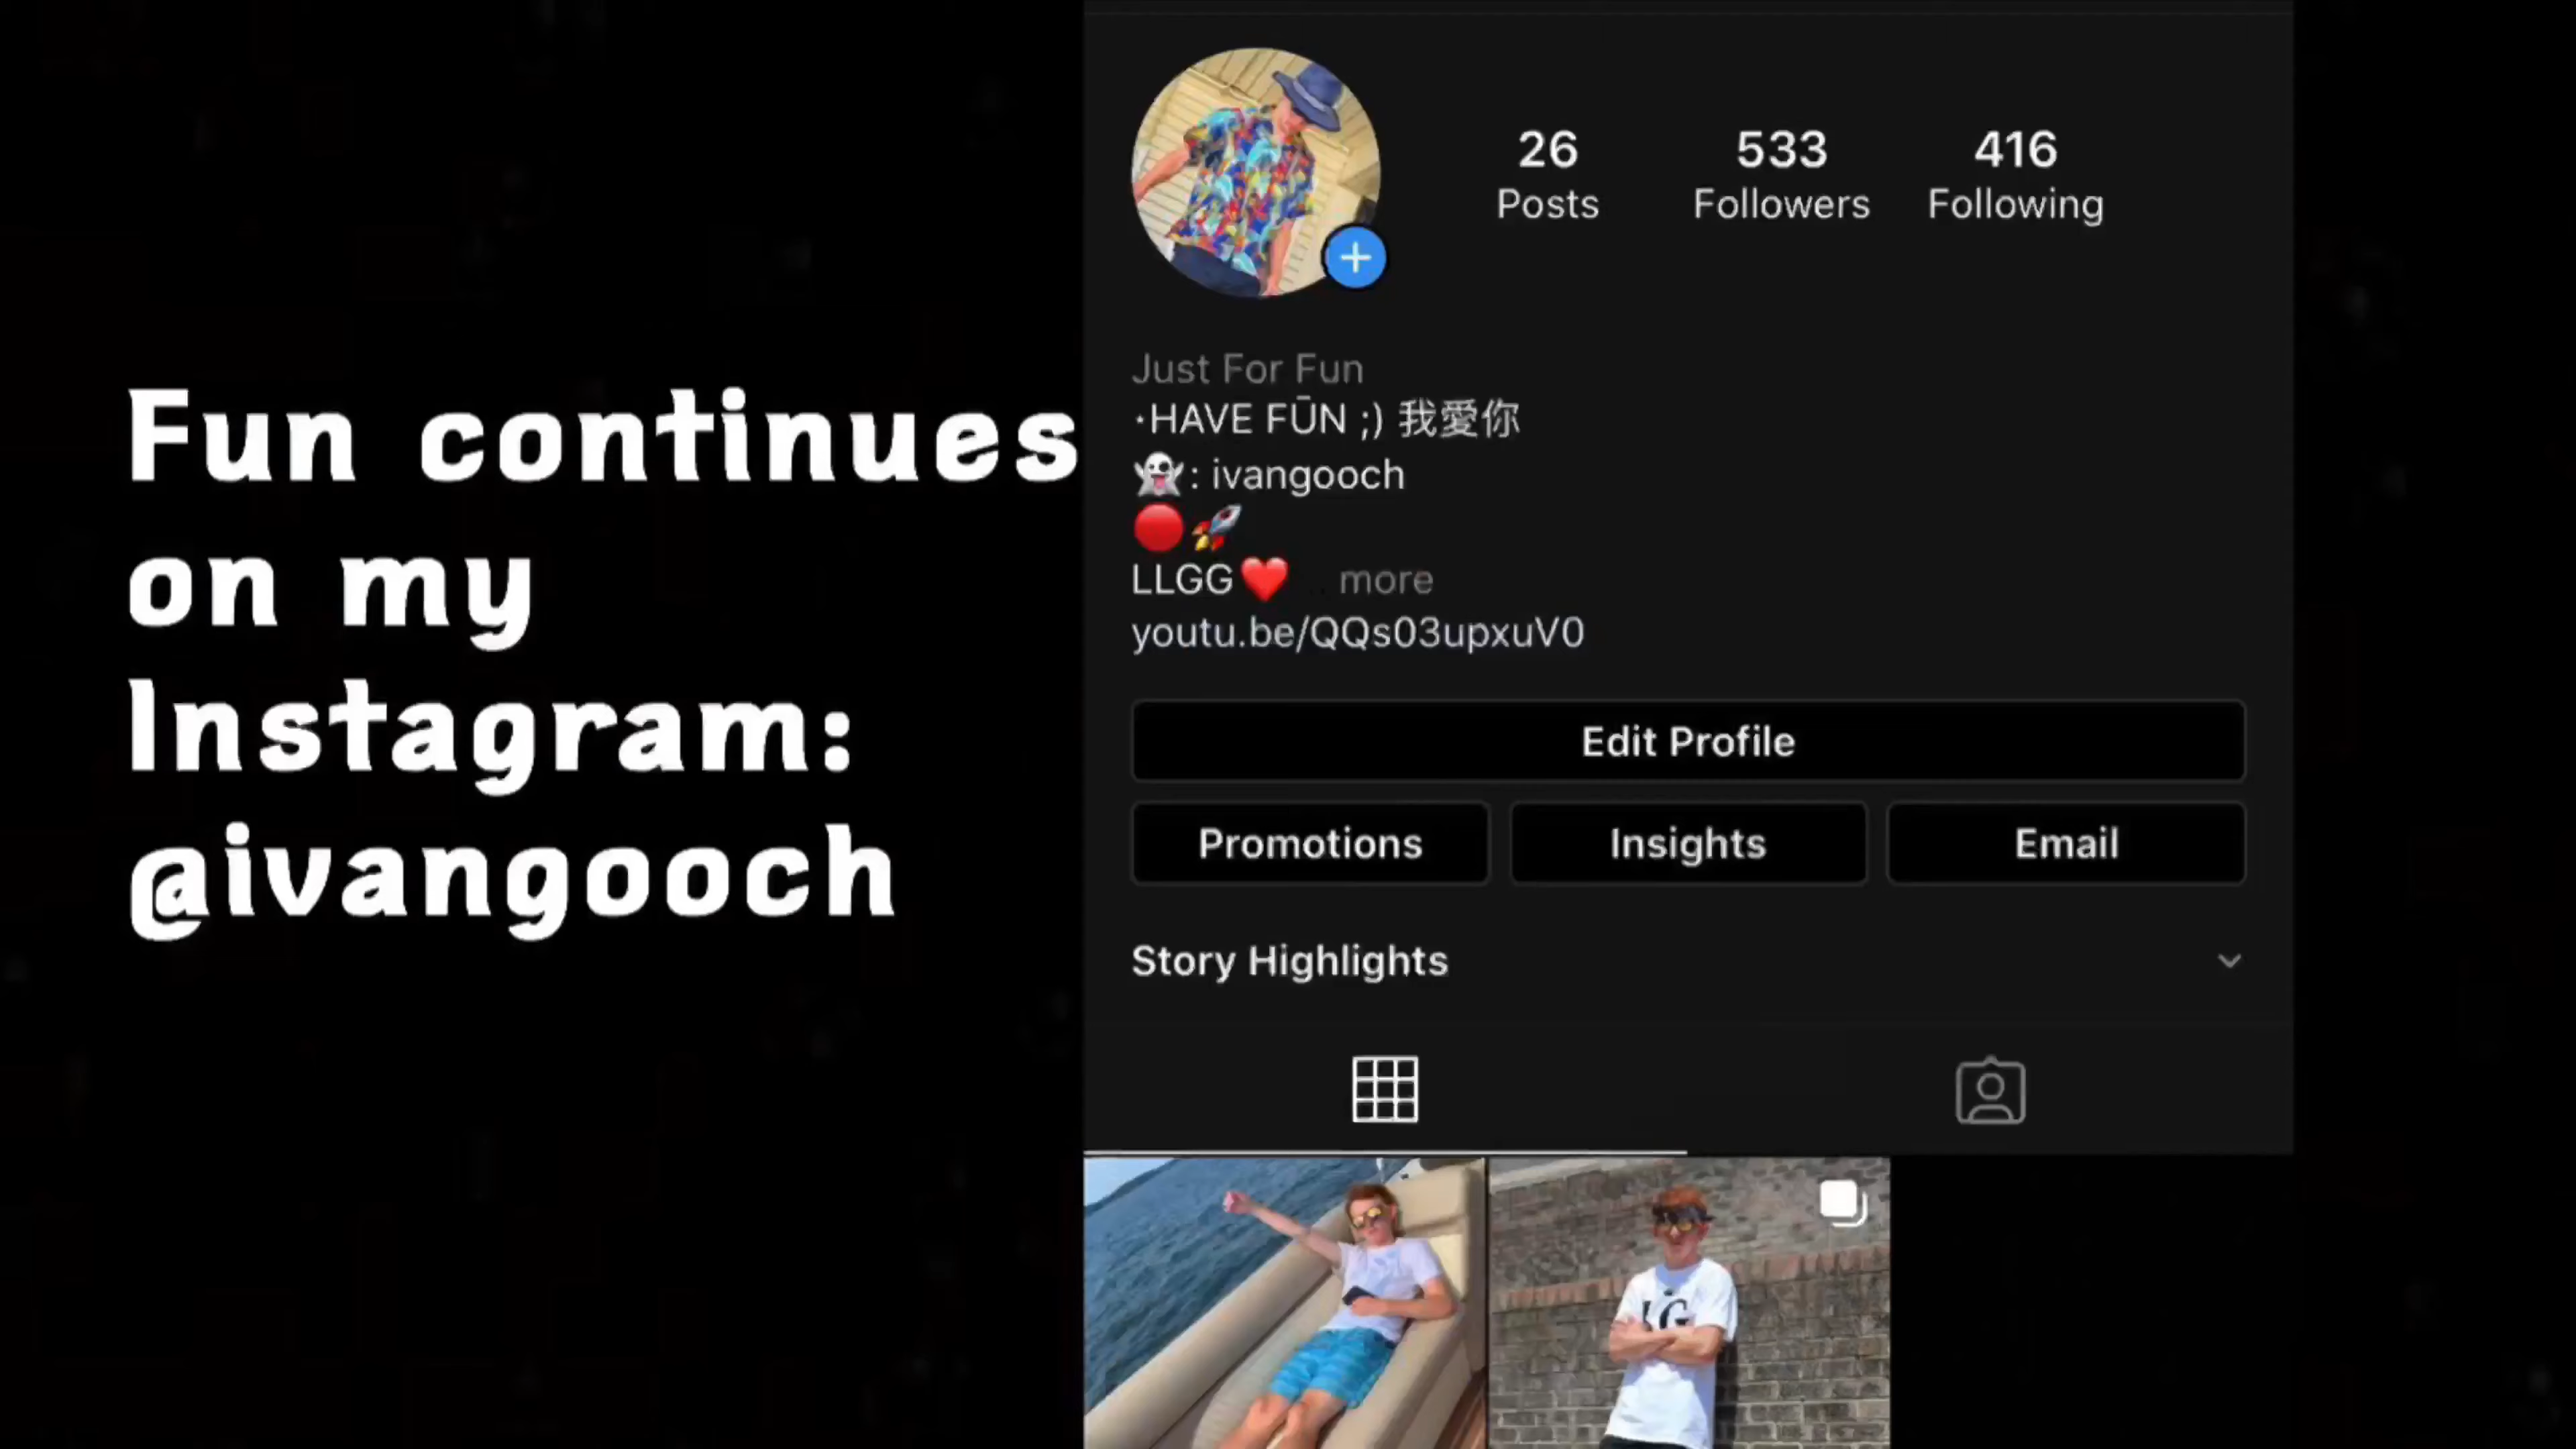 Fun continues
on my
Instagram:
@ivangooch
26
Posts
533
Followers
416
Following
Just For Fun
·HAVE FŪN ;) 我愛你
👻: ivangooch
🔴🚀
LLGG❤️ .. more
youtu.be/QQs03upxuV0
Edit Profile
Promotions
Insights
Email
Story Highlights